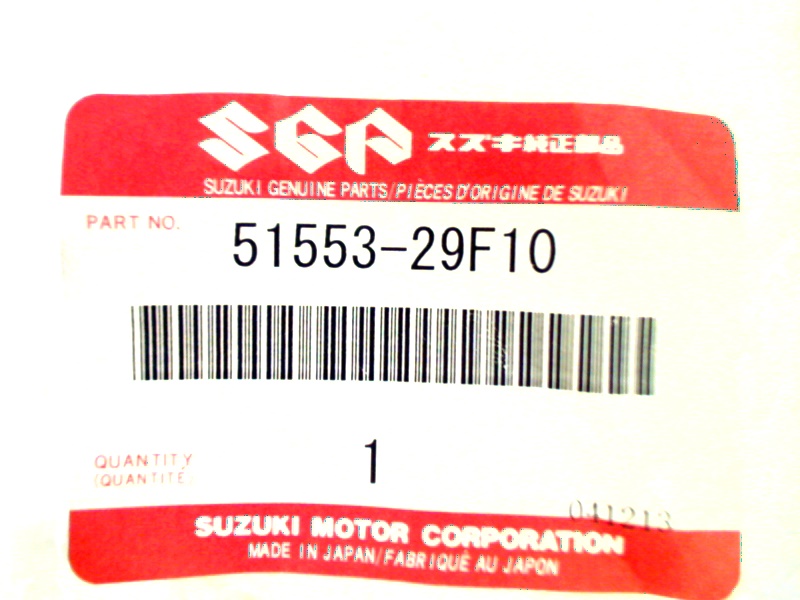 SGP スズキ純正部品
SUZUKI GENUINE PARTS/PIÈCES D'ORIGINE DE SUZUKI
PART NO. 51553-29F10
QUANTITY 1
(QUANTITÉ)
041213
SUZUKI MOTOR CORPORATION
MADE IN JAPAN/FABRIQUÉ AU JAPON